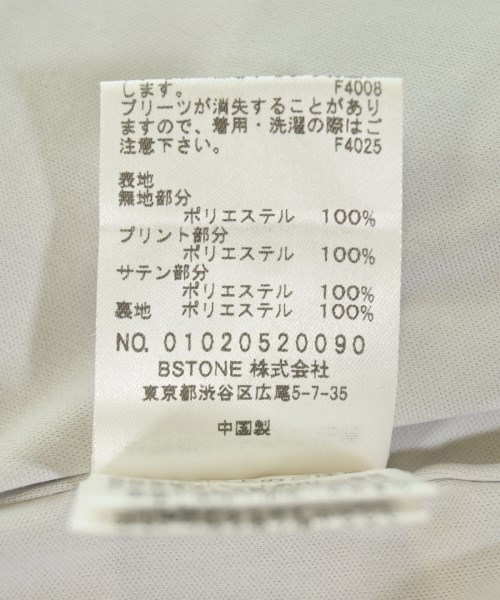 します。 F4008
プリーツが消失することがあり
ますので、着用・洗濯の際はご
注意下さい。 F4025
表地
無地部分
ポリエステル 100%
プリント部分
ポリエステル 100%
サテン部分
ポリエステル 100%
裏地 ポリエステル 100%
NO. 01020520090
BSTONE 株式会社
東京都渋谷区広尾5-7-35
中国製